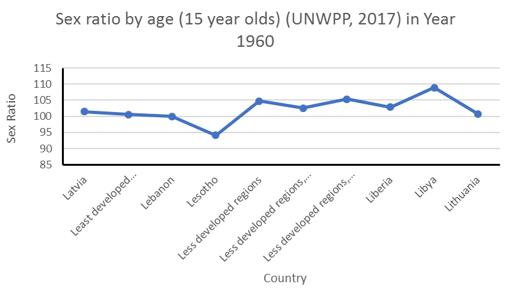 Sex ratio by age (15 year olds) (UNWPP, 2017) in Year
1960
115
110
105
100
95
90
85
Sex Ratio
Latvia
Least developed...
Lebanon
Lesotho
Less developed regions
Less developed regions,...
Less developed regions,...
Liberia
Libya
Lithuania
Country